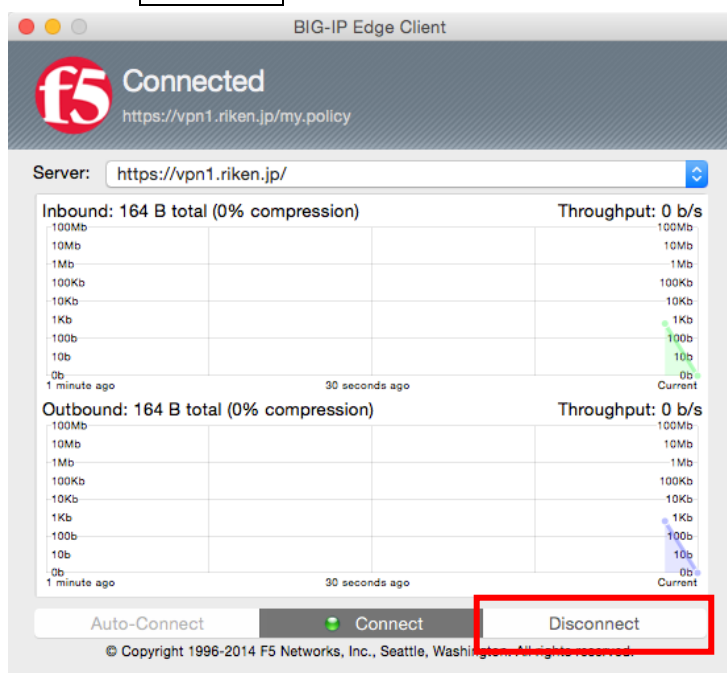 BIG-IP Edge Client
f5
Connected
https://vpn1.riken.jp/my.policy
Server: https://vpn1.riken.jp/
Inbound: 164 B total (0% compression) Throughput: 0 b/s
100Mb 100Mb
10Mb 10Mb
1Mb 1Mb
100Kb 100Kb
10Kb 10Kb
1Kb 1Kb
100b 100b
10b 10b
0b 0b
1 minute ago 30 seconds ago Current
Outbound: 164 B total (0% compression) Throughput: 0 b/s
100Mb 100Mb
10Mb 10Mb
1Mb 1Mb
100Kb 100Kb
10Kb 10Kb
1Kb 1Kb
100b 100b
10b 10b
0b 0b
1 minute ago 30 seconds ago Current
Auto-Connect Connect Disconnect
© Copyright 1996-2014 F5 Networks, Inc., Seattle, Washington. All rights reserved.